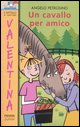 ANGELO PETROSINO
Un cavallo
per amico
VALENTINA